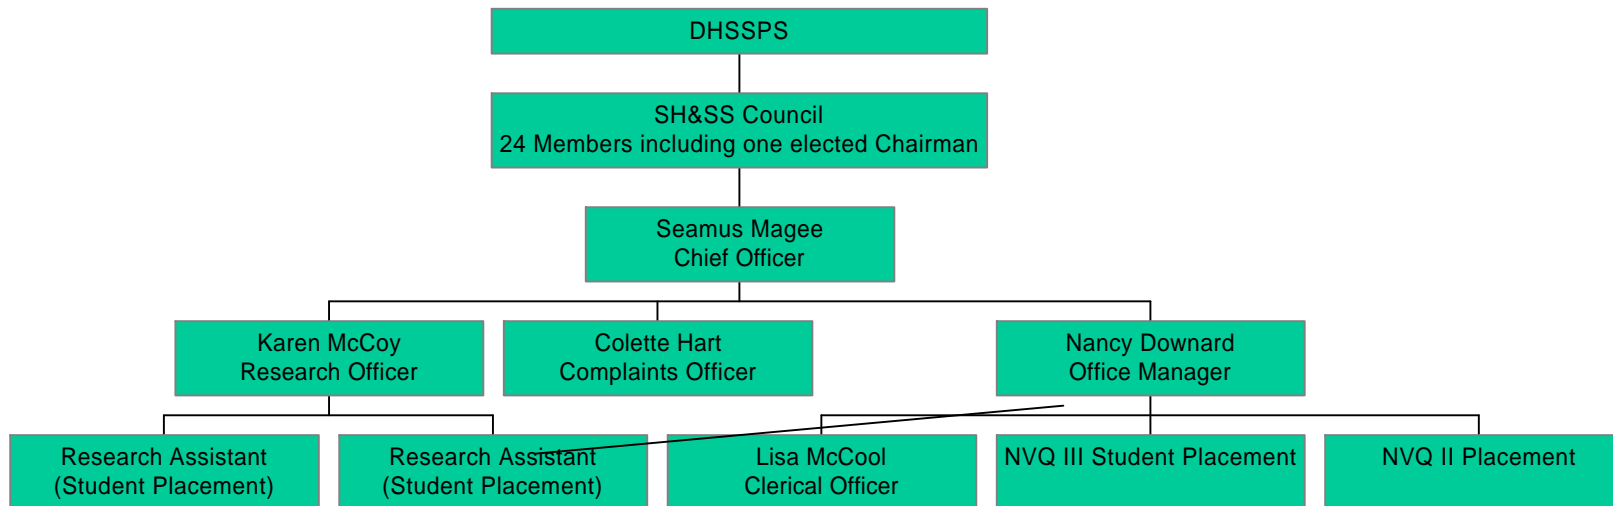 DHSSPS
SH&SS Council
24 Members including one elected Chairman
Seamus Magee
Chief Officer
Karen McCoy
Research Officer
Colette Hart
Complaints Officer
Nancy Downard
Office Manager
Research Assistant
(Student Placement)
Research Assistant
(Student Placement)
Lisa McCool
Clerical Officer
NVQ III Student Placement
NVQ II Placement